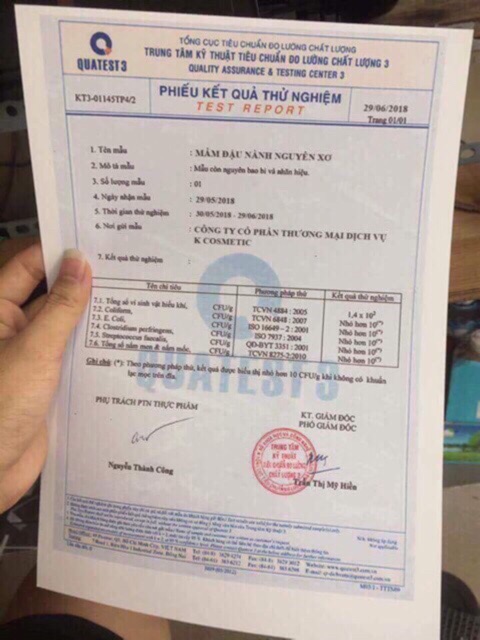 TỔNG CỤC TIÊU CHUẨN ĐO LƯỜNG CHẤT LƯỢNG
TRUNG TÂM KỸ THUẬT TIÊU CHUẨN ĐO LƯỜNG CHẤT LƯỢNG 3
QUALITY ASSURANCE & TESTING CENTER 3
QUATEST 3
KT3-01145TP4/2
PHIẾU KẾT QUẢ THỬ NGHIỆM
TEST REPORT
29/06/2018
Trang 01/01
1. Tên mẫu : MẦM ĐẬU NÀNH NGUYÊN XƠ
2. Mô tả mẫu : Mẫu còn nguyên bao bì và nhãn hiệu.
3. Số lượng mẫu : 01
4. Ngày nhận mẫu : 29/05/2018
5. Thời gian thử nghiệm : 30/05/2018 - 29/06/2018
6. Nơi gửi mẫu : CÔNG TY CỔ PHẦN THƯƠNG MẠI DỊCH VỤ
K COSMETIC
7. Kết quả thử nghiệm :
Tên chỉ tiêu Phương pháp thử Kết quả thử nghiệm
7.1. Tổng số vi sinh vật hiếu khí, CFU/g TCVN 4884 : 2005 1,4 x 10²
7.2. Coliform, CFU/g TCVN 6848 : 2007 Nhỏ hơn 10(*)
7.3. E. Coli, CFU/g ISO 16649 – 2 : 2001 Nhỏ hơn 10(*)
7.4. Clostridium perfringens, CFU/g ISO 7937 : 2004 Nhỏ hơn 10(*)
7.5. Streptococcus faecalis, CFU/g QĐ-BYT 3351 : 2001 Nhỏ hơn 10(*)
7.6. Tổng số nấm men & nấm mốc, CFU/g TCVN 8275-2:2010 Nhỏ hơn 10(*)
Ghi chú: (*): Theo phương pháp thử, kết quả được biểu thị nhỏ hơn 10 CFU/g khi không có khuẩn
lạc mọc trên đĩa.
QUATEST 3
PHỤ TRÁCH PTN THỰC PHẨM
KT. GIÁM ĐỐC
PHÓ GIÁM ĐỐC
TRUNG TÂM
KỸ THUẬT
CHẤT LƯỢNG 3
Nguyễn Thành Công
Trần Thị Mỹ Hiền